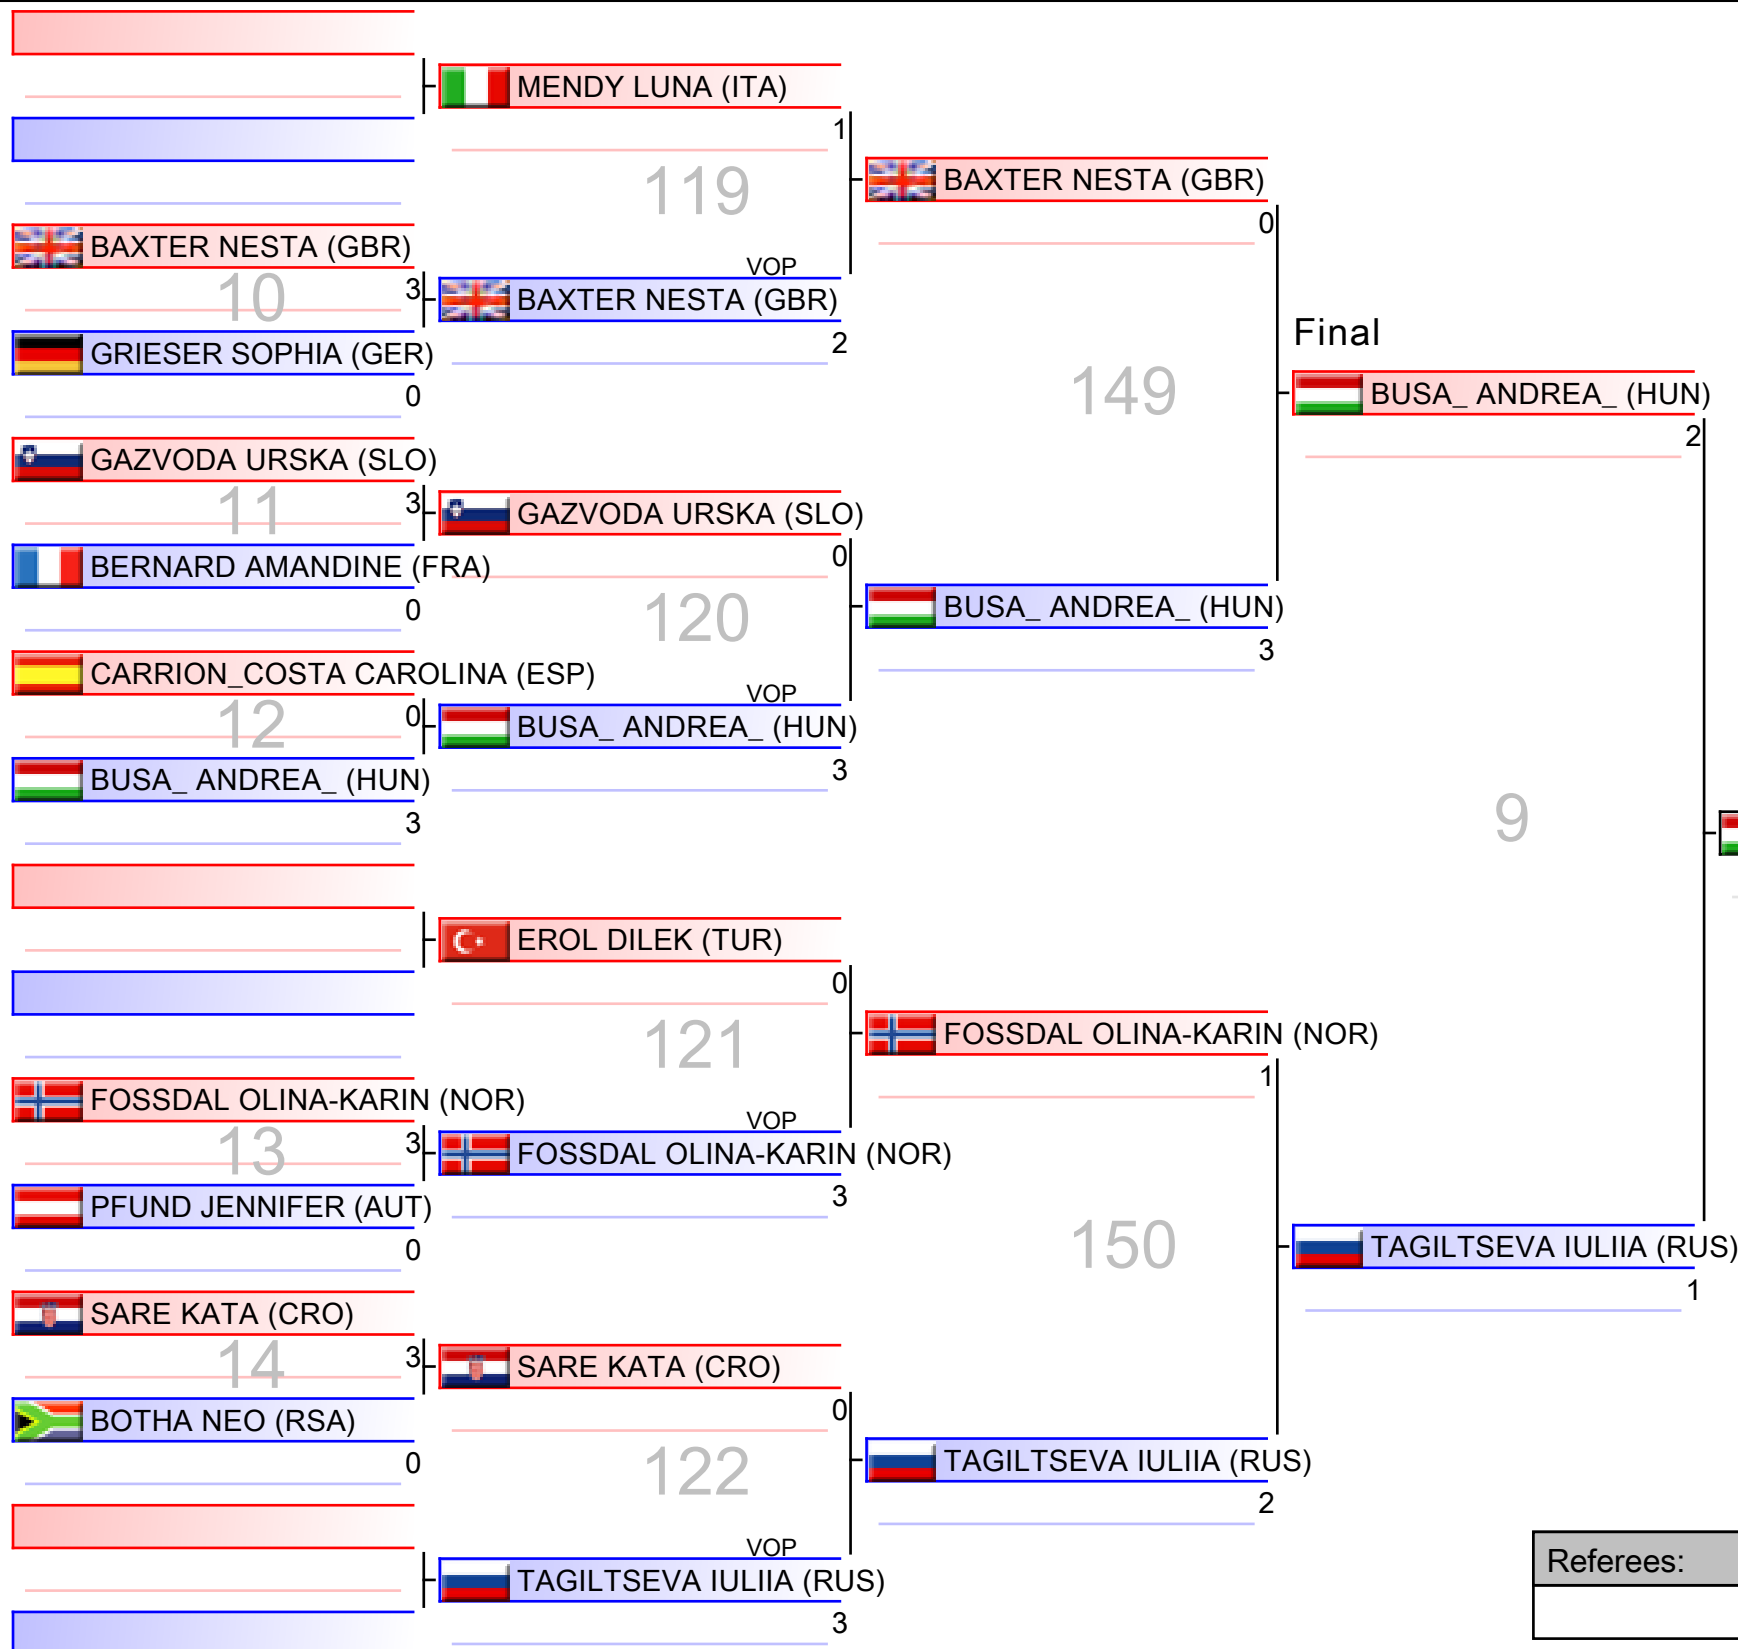 MENDY LUNA (ITA)
1
119
BAXTER NESTA (GBR)
0
BAXTER NESTA (GBR)
10
3
VOP
BAXTER NESTA (GBR)
2
GRIESER SOPHIA (GER)
0
149
Final
BUSA_ ANDREA_ (HUN)
2
GAZVODA URSKA (SLO)
11
3
GAZVODA URSKA (SLO)
0
BERNARD AMANDINE (FRA)
0
120
BUSA_ ANDREA_ (HUN)
3
CARRION_COSTA CAROLINA (ESP)
12
0
VOP
BUSA_ ANDREA_ (HUN)
3
BUSA_ ANDREA_ (HUN)
3
9
EROL DILEK (TUR)
0
121
FOSSDAL OLINA-KARIN (NOR)
1
FOSSDAL OLINA-KARIN (NOR)
13
3
VOP
FOSSDAL OLINA-KARIN (NOR)
3
PFUND JENNIFER (AUT)
0
150
TAGILTSEVA IULIIA (RUS)
1
SARE KATA (CRO)
14
3
SARE KATA (CRO)
0
BOTHA NEO (RSA)
0
122
TAGILTSEVA IULIIA (RUS)
2
VOP
TAGILTSEVA IULIIA (RUS)
3
Referees: